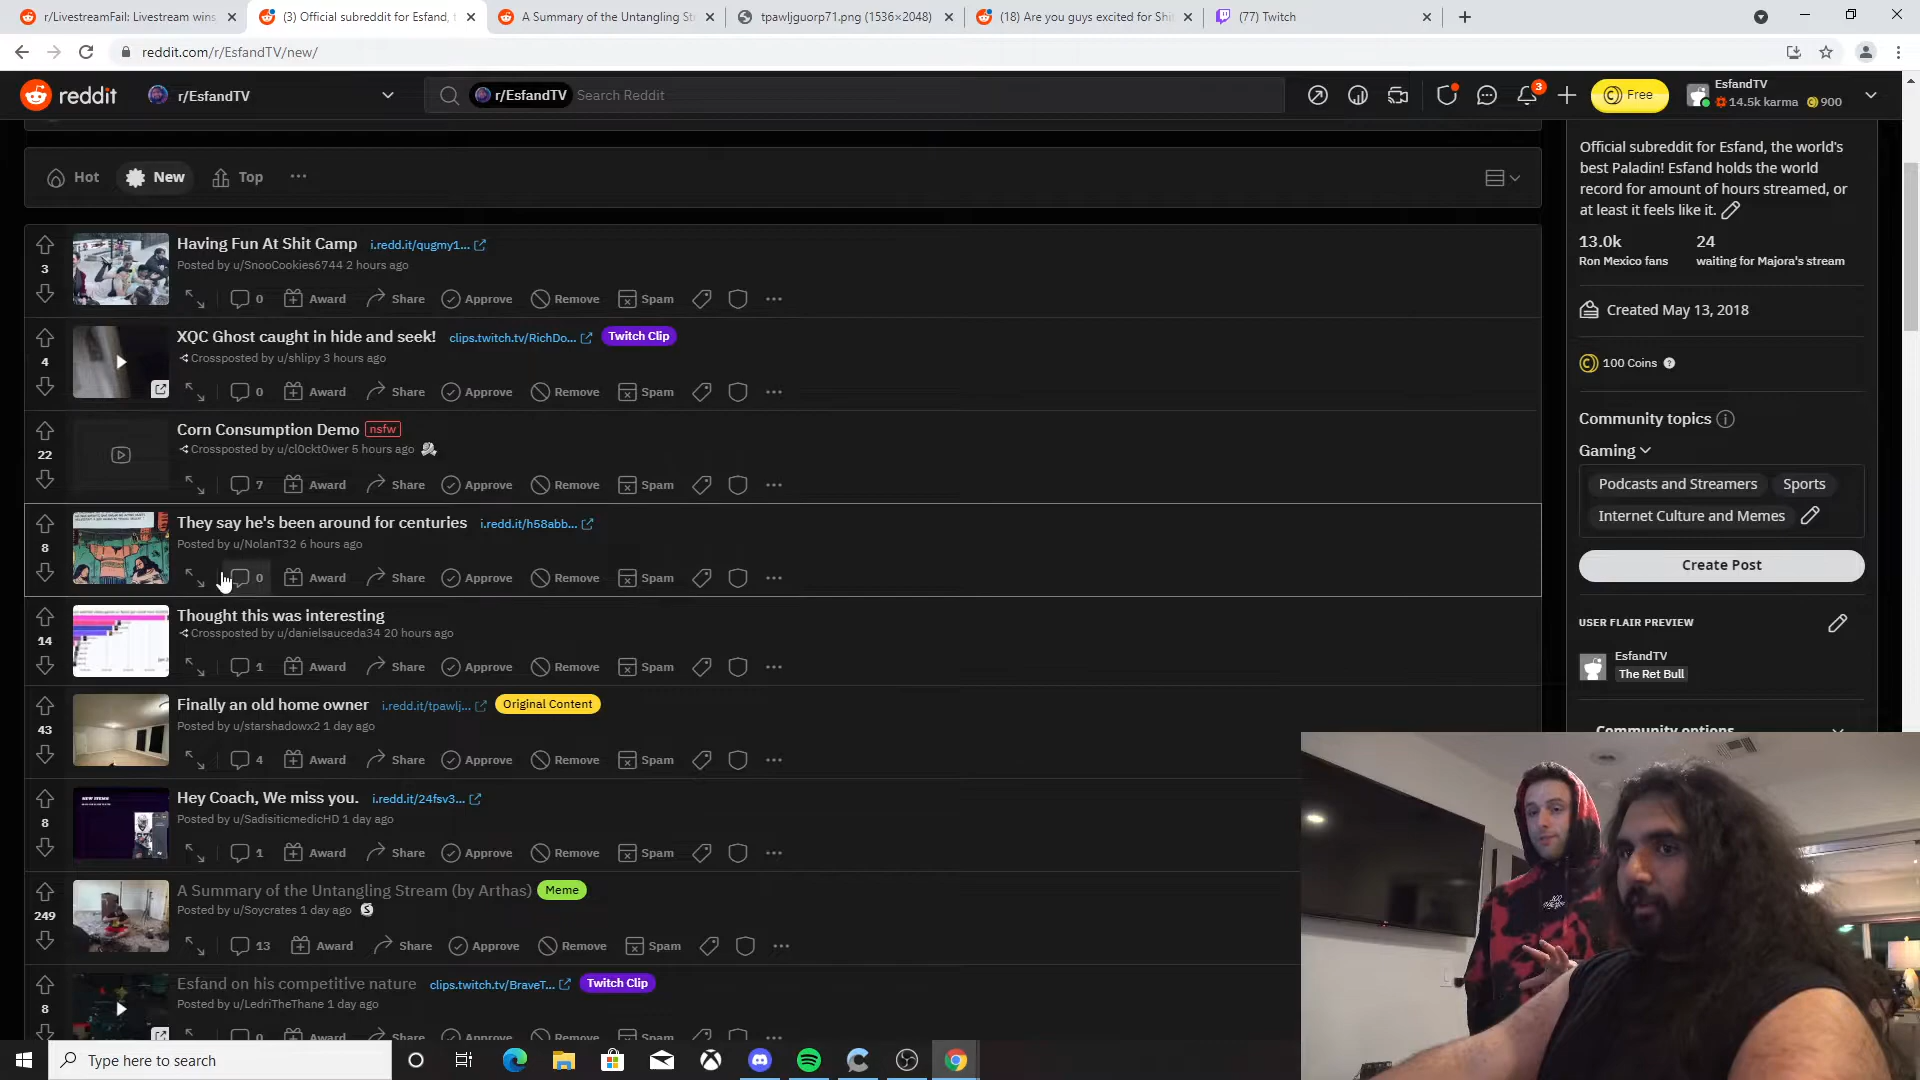 r/LivestreamFail: Livestream wins,
(3) Official subreddit for Esfand, t
A Summary of the Untangling St
tpawljguorp71.png (1536×2048)
(18) Are you guys excited for Shi
(77) Twitch
reddit.com/r/EsfandTV/new/
reddit
r/EsfandTV
r/EsfandTV Search Reddit
3
Free
EsfandTV
14.5k karma 900
Hot
New
Top
Having Fun At Shit Camp i.redd.it/qugmy1...
Posted by u/SnooCookies6744 2 hours ago
3
0 Award Share Approve Remove Spam
XQC Ghost caught in hide and seek! clips.twitch.tv/RichDo... Twitch Clip
Crossposted by u/shlipy 3 hours ago
4
0 Award Share Approve Remove Spam
Corn Consumption Demo nsfw
Crossposted by u/cl0ckt0wer 5 hours ago
22
7 Award Share Approve Remove Spam
They say he's been around for centuries i.redd.it/h58abb...
Posted by u/NolanT32 6 hours ago
8
0 Award Share Approve Remove Spam
Thought this was interesting
Crossposted by u/danielsauceda34 20 hours ago
14
1 Award Share Approve Remove Spam
Finally an old home owner i.redd.it/tpawlj... Original Content
Posted by u/starshadowx2 1 day ago
43
4 Award Share Approve Remove Spam
NEW ITEMS
Hey Coach, We miss you. i.redd.it/24fsv3...
Posted by u/SadisiticmedicHD 1 day ago
8
1 Award Share Approve Remove Spam
A Summary of the Untangling Stream (by Arthas) Meme
Posted by u/Soycrates 1 day ago
249
13 Award Share Approve Remove Spam
Esfand on his competitive nature clips.twitch.tv/BraveT... Twitch Clip
Posted by u/LedriTheThane 1 day ago
8
0 Award Share Approve Remove Spam
Official subreddit for Esfand, the world's
best Paladin! Esfand holds the world
record for amount of hours streamed, or
at least it feels like it.
13.0k 24
Ron Mexico fans waiting for Majora's stream
Created May 13, 2018
100 Coins
Community topics
Gaming
Podcasts and Streamers Sports
Internet Culture and Memes
Create Post
USER FLAIR PREVIEW
EsfandTV
The Ret Bull
Community options
Type here to search